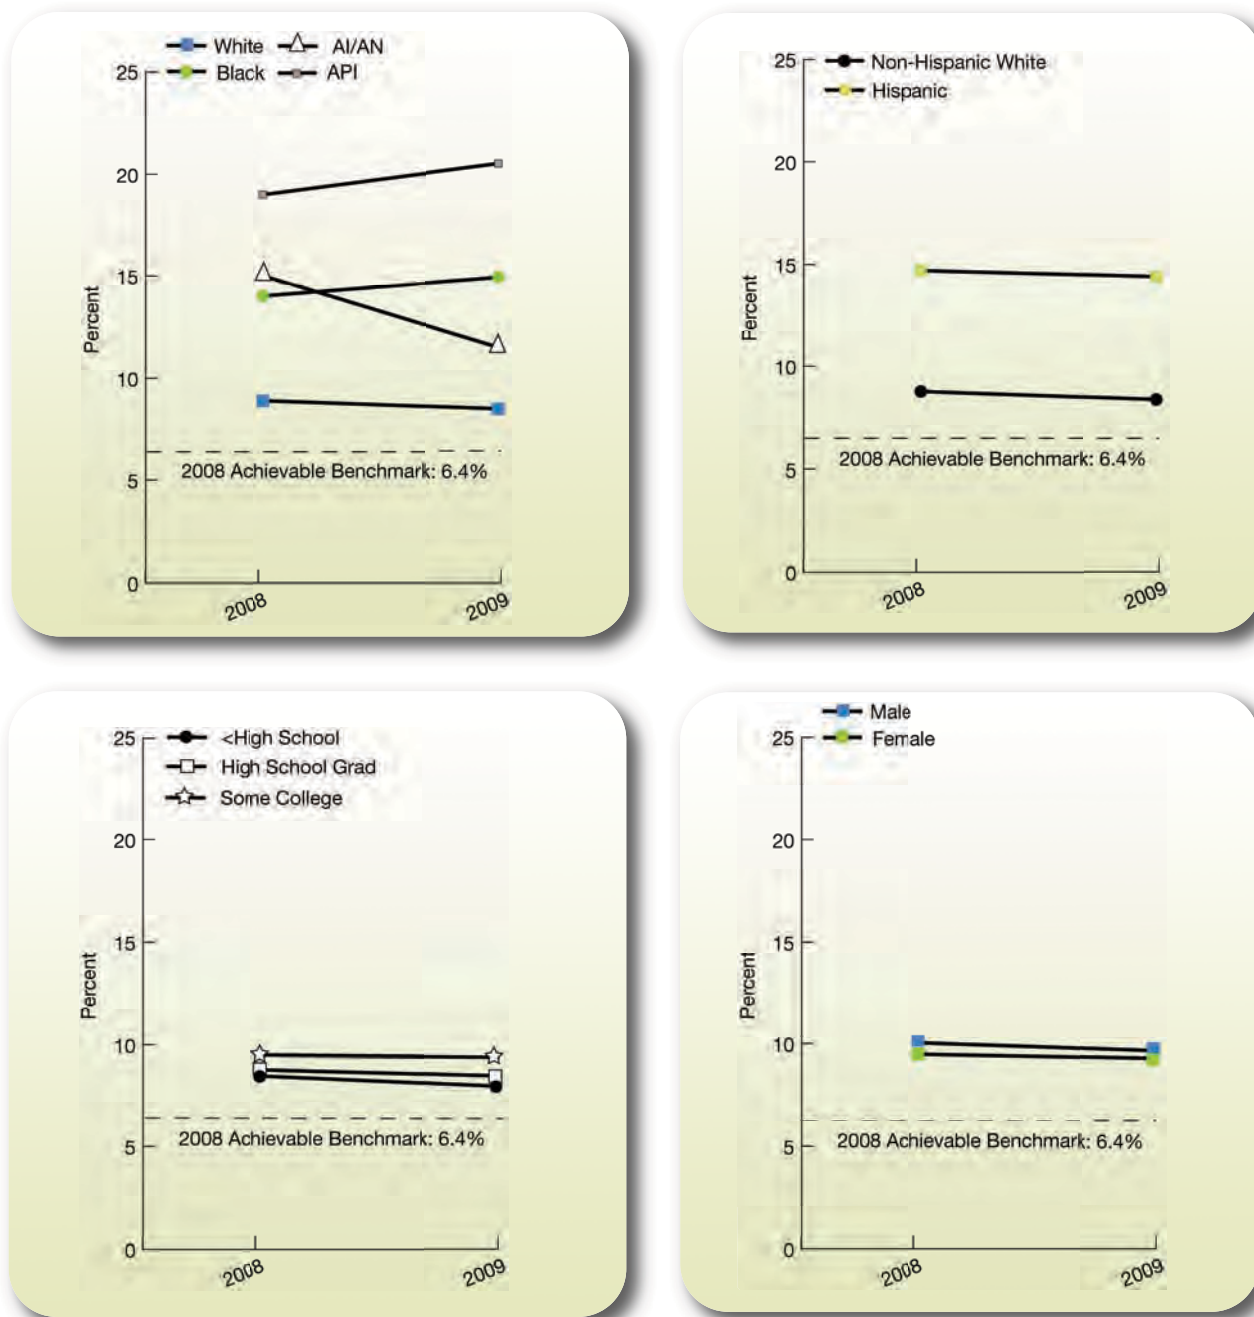 White AI/AN
Black API
25
20
15
10
5
0
Percent
2008 Achievable Benchmark: 6.4%
2008 2009
Non-Hispanic White
Hispanic
25
20
15
10
5
0
Percent
2008 Achievable Benchmark: 6.4%
2008 2009
<High School
High School Grad
Some College
25
20
15
10
5
0
Percent
2008 Achievable Benchmark: 6.4%
2008 2009
Male
Female
25
20
15
10
5
0
Percent
2008 Achievable Benchmark: 6.4%
2008 2009